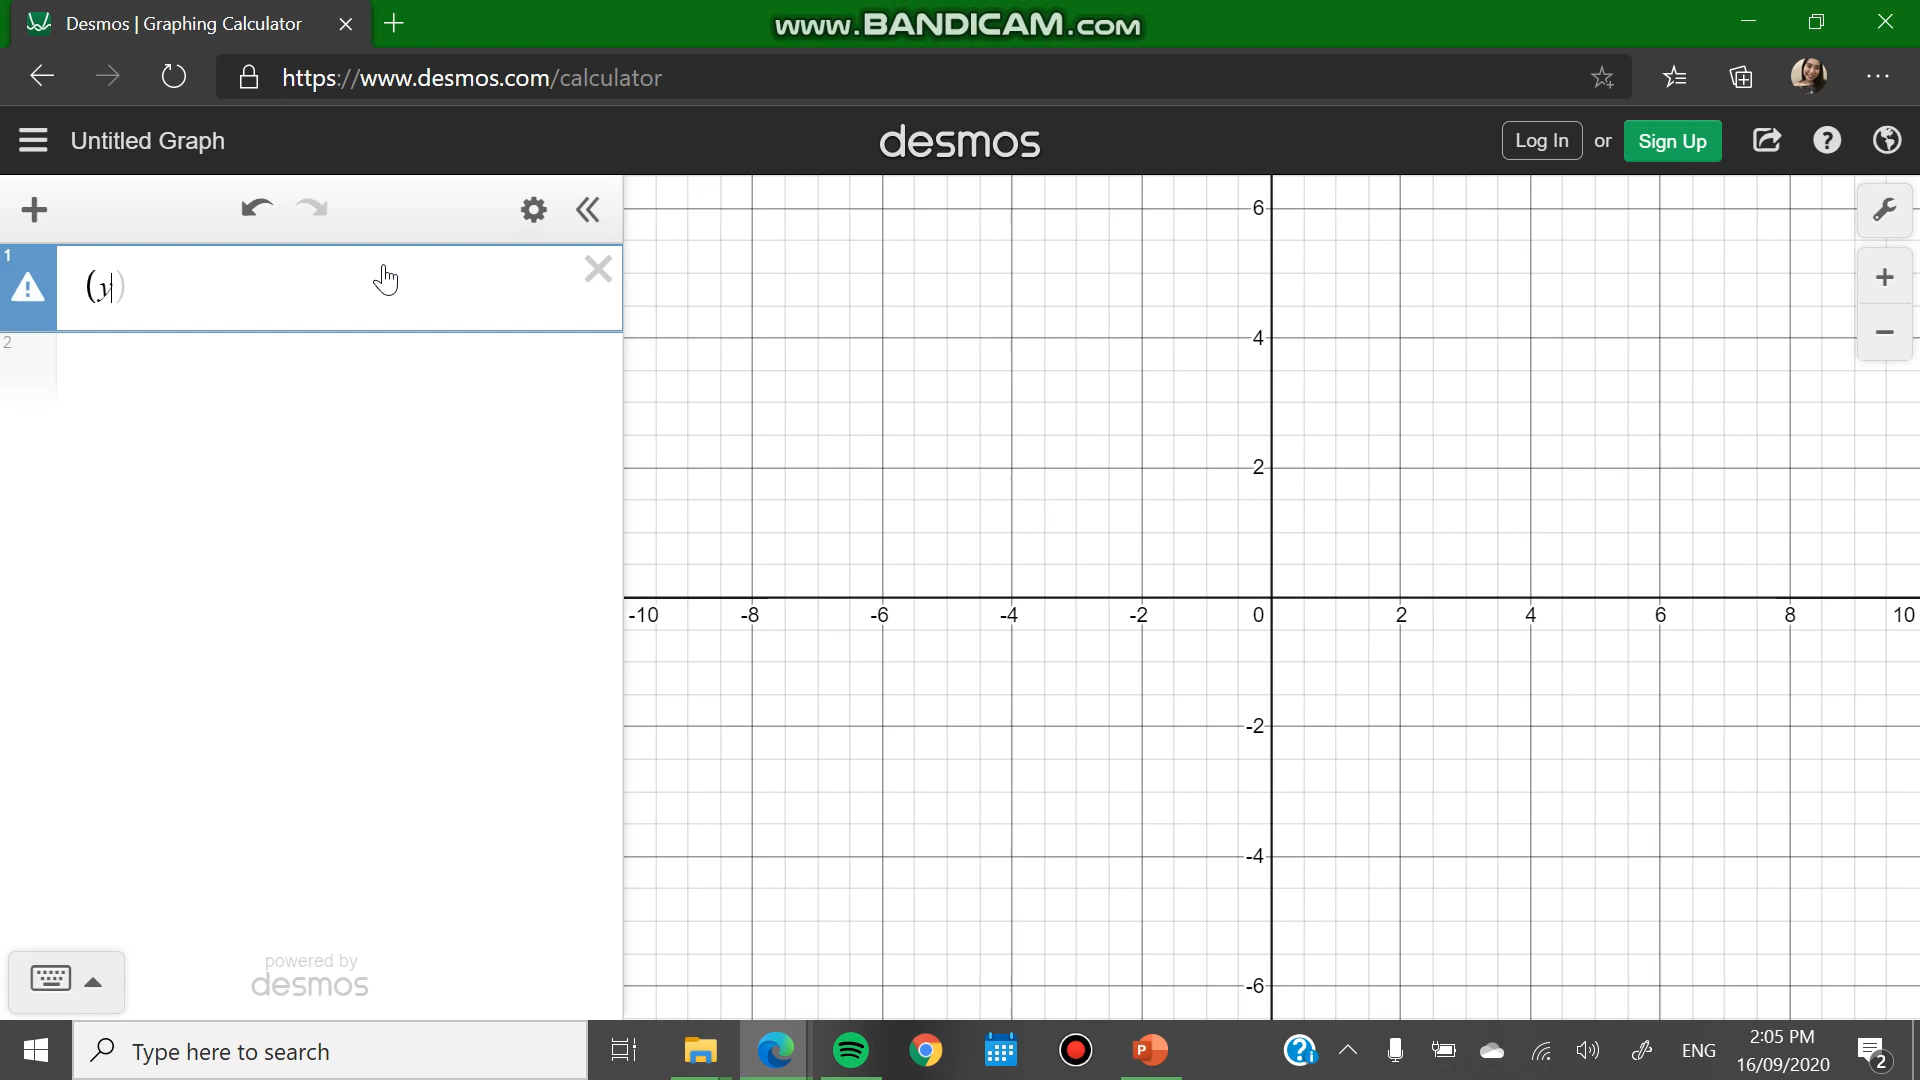 Desmos | Graphing Calculator
www.BANDICAM.com
https://www.desmos.com/calculator
Untitled Graph
desmos
Log In or Sign Up
1
(y)
2
6
4
2
-10 -8 -6 -4 -2 0 2 4 6 8 10
-2
-4
-6
powered by
desmos
Type here to search
ENG
2:05 PM
16/09/2020
2